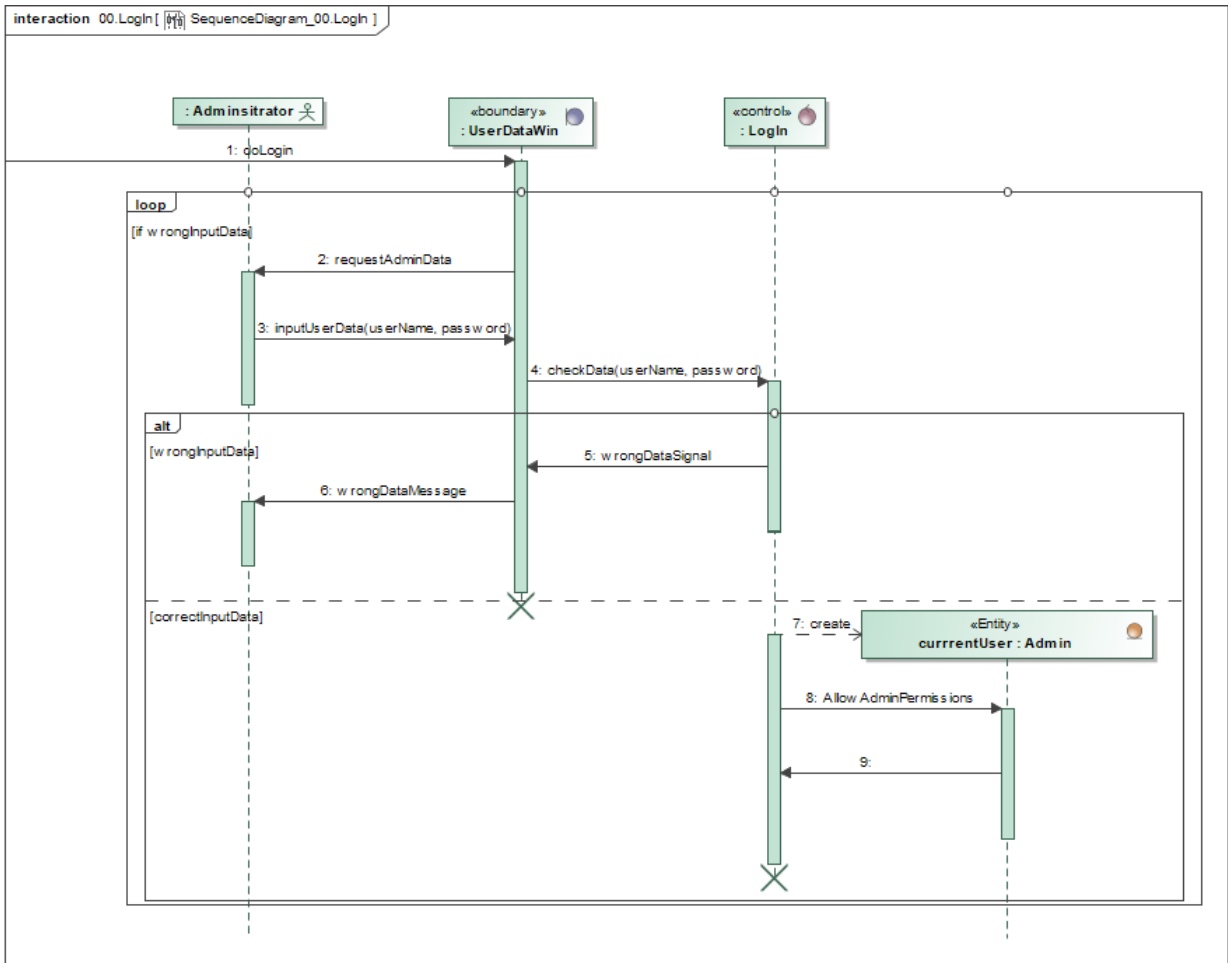 interaction 00.LogIn [ SequenceDiagram_00.LogIn ]
: Adminsitrator
«boundary»
: UserDataWin
«control»
: LogIn
1: doLogin
loop
[if wrongInputData]
2: requestAdminData
3: inputUserData(userName, password)
4: checkData(userName, password)
alt
[wrongInputData]
5: wrongDataSignal
6: wrongDataMessage
[correctInputData]
7: create
«Entity»
currrentUser : Admin
8: Allow AdminPermissions
9: